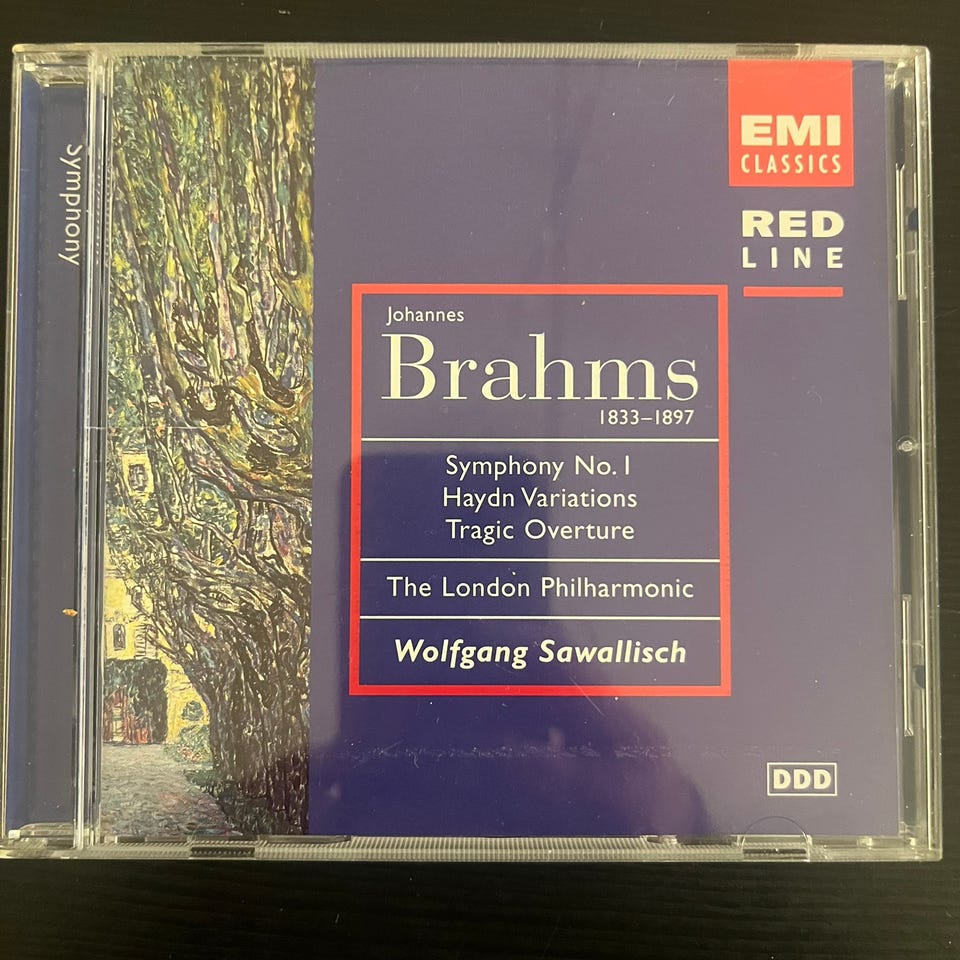 Symphony
EMI
CLASSICS
RED
LINE
Johannes
Brahms
1833–1897
Symphony No. 1
Haydn Variations
Tragic Overture
The London Philharmonic
Wolfgang Sawallisch
DDD